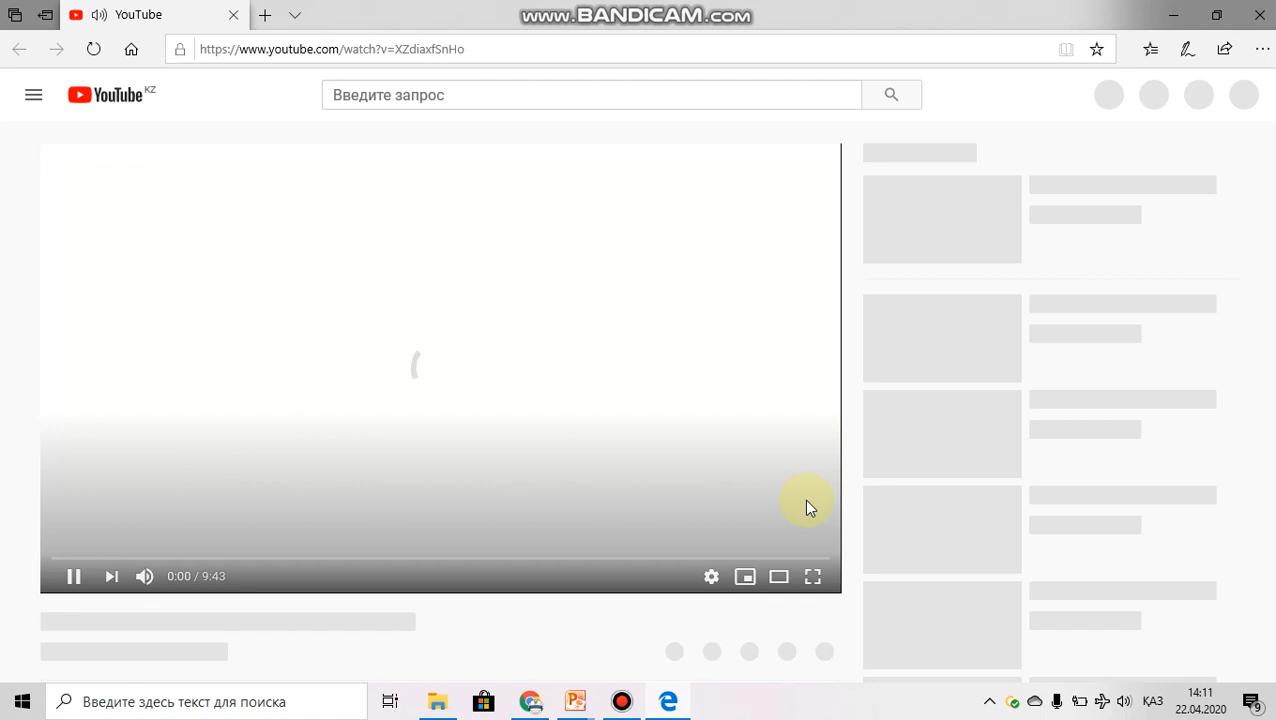 YouTube
www.BANDICAM.com
https://www.youtube.com/watch?v=XZdiaxfSnHo
YouTube KZ
Введите запрос
0:00 / 9:43
Введите здесь текст для поиска
ҚАЗ
14:11
22.04.2020
9